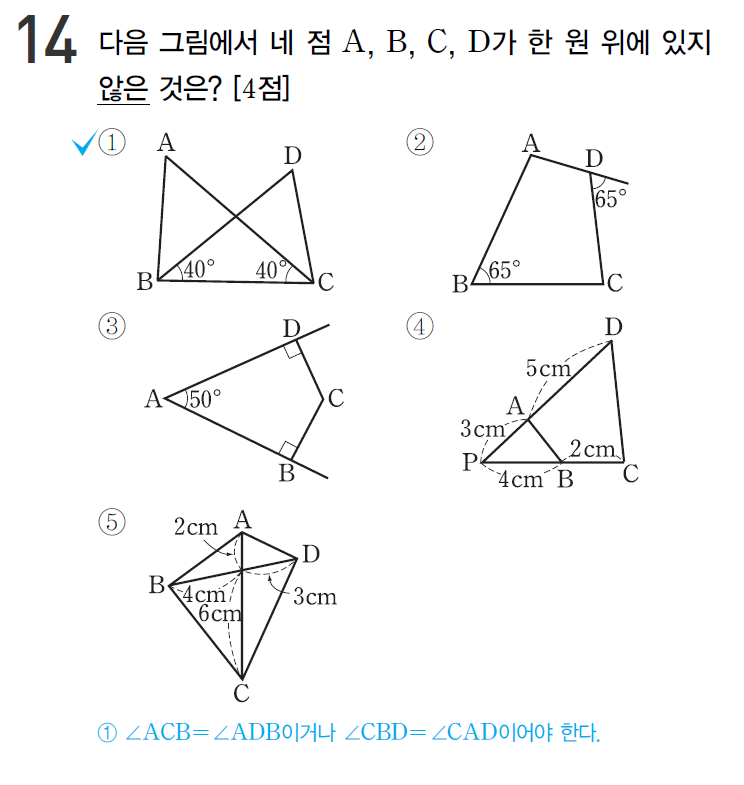 14 다음 그림에서 네 점 A, B, C, D가 한 원 위에 있지
않은 것은? [4점]
① ②
A D B C 40° 40°
A D B C 65° 65°
③ ④
D A C B 50°
D A P B C 5cm 3cm 2cm 4cm
⑤
A D B C 2cm 4cm 6cm 3cm
① ∠ACB=∠ADB이거나 ∠CBD=∠CAD이어야 한다.